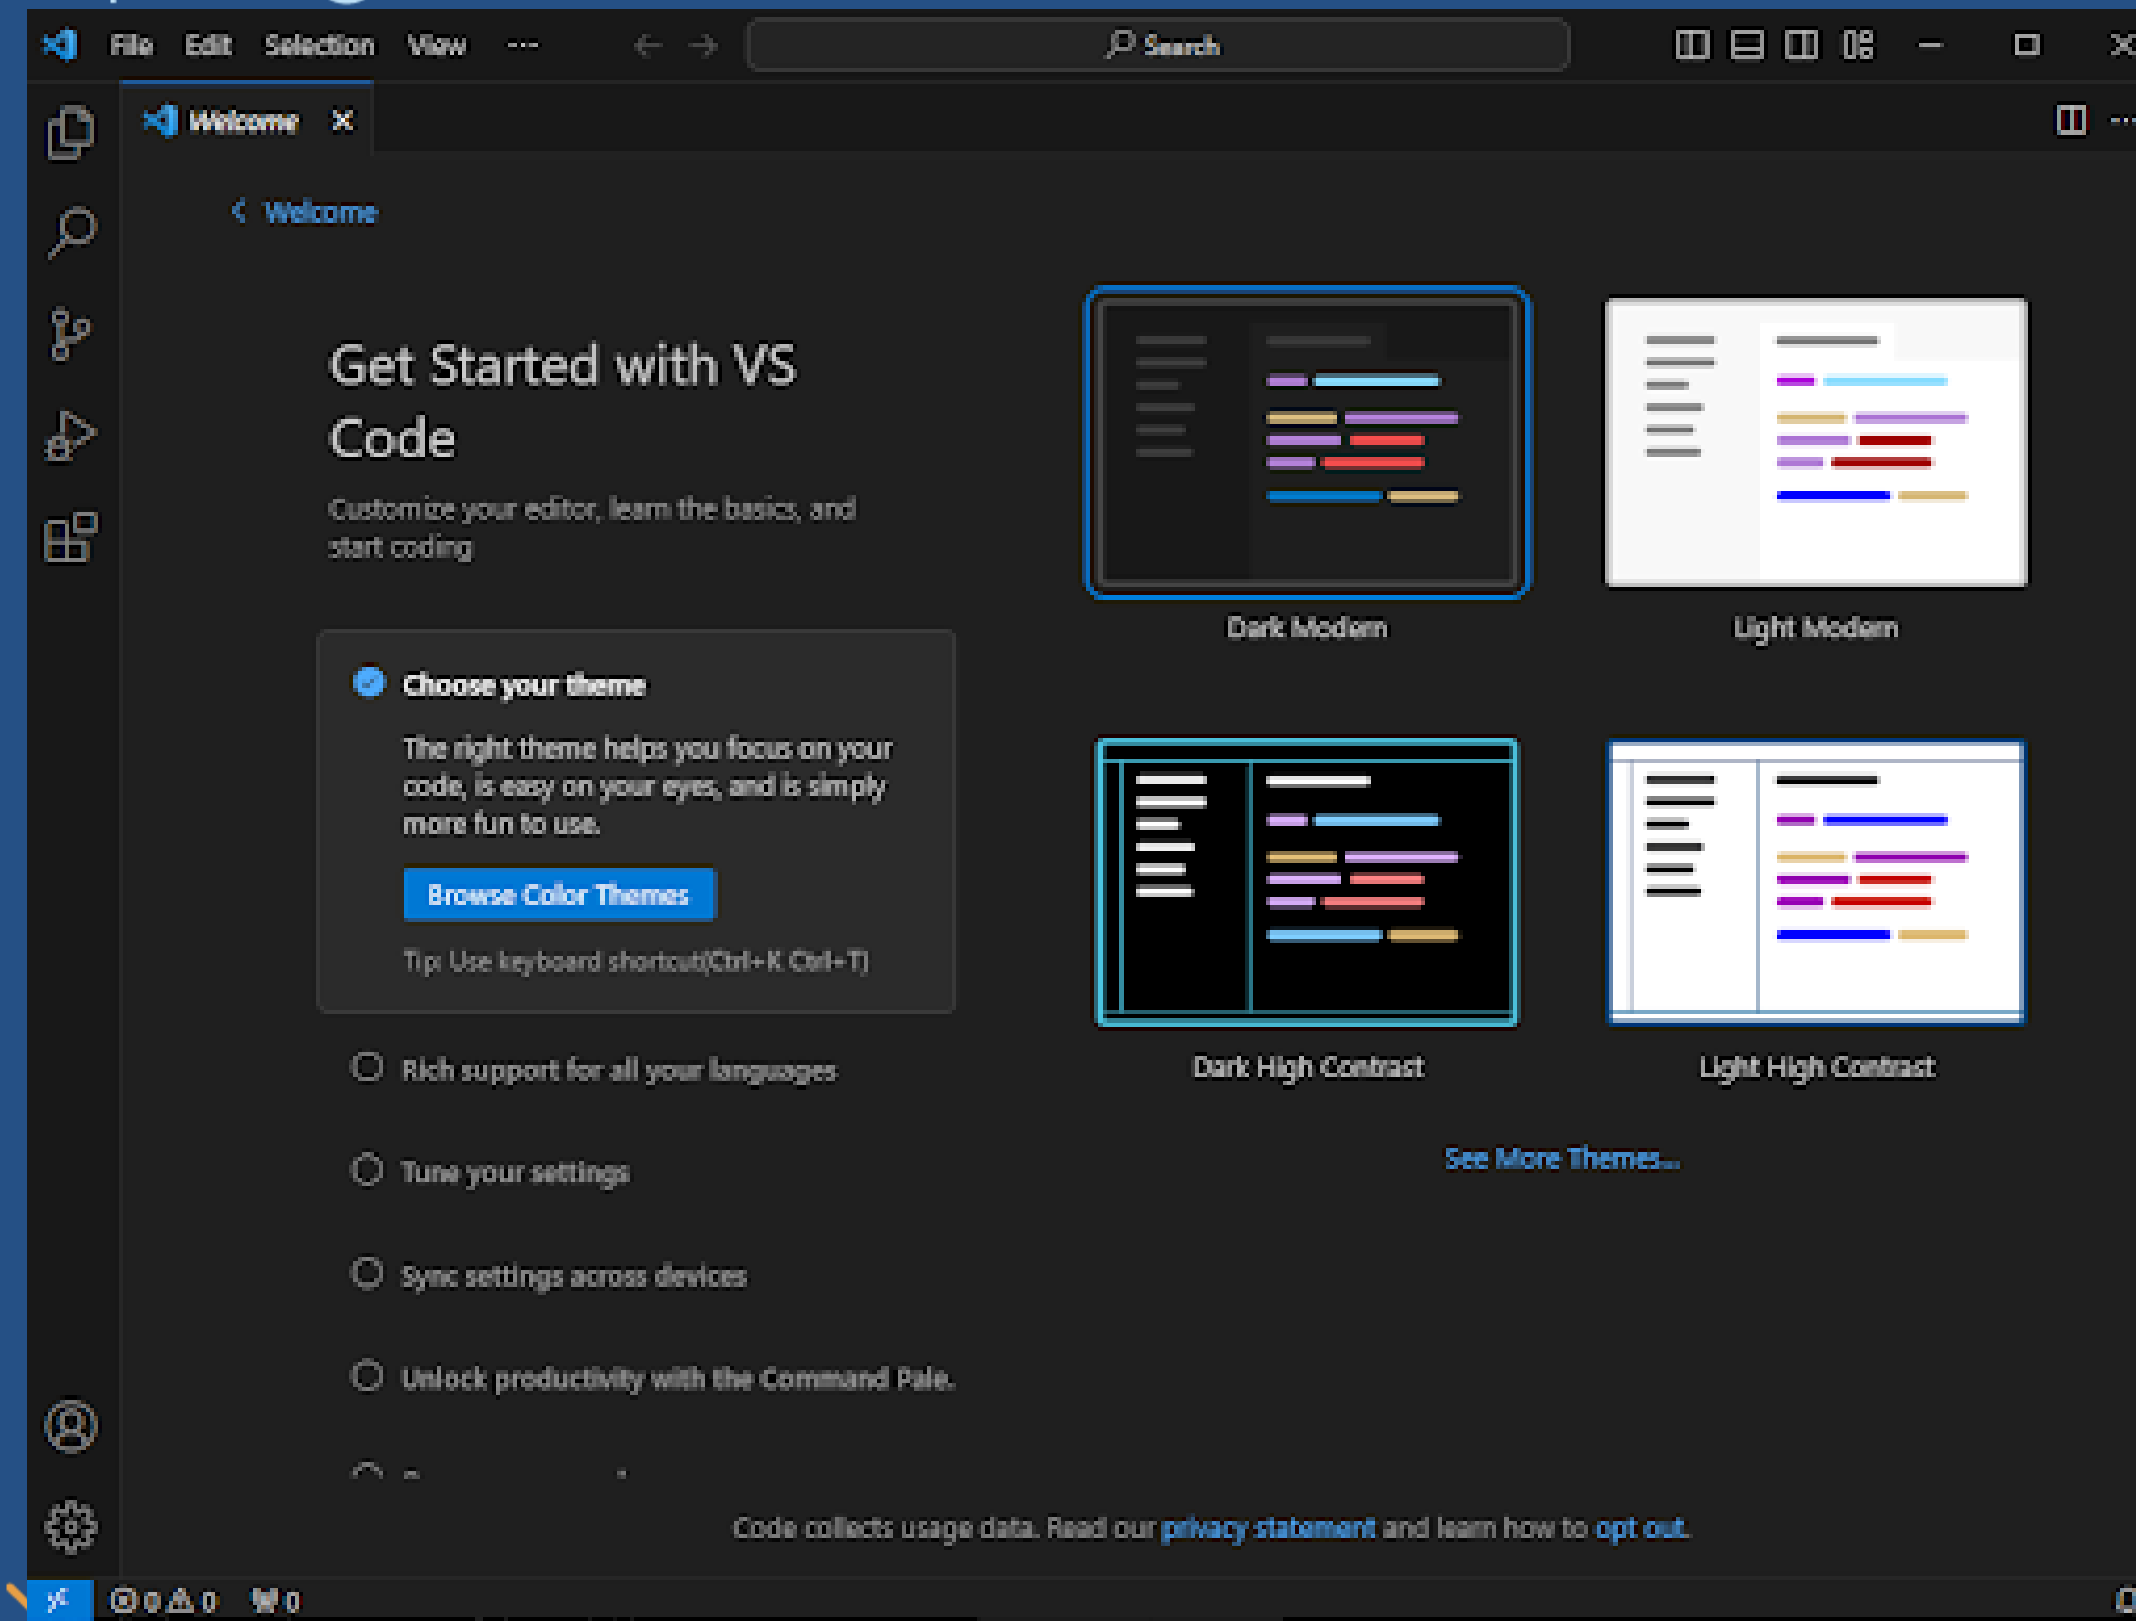 File Edit Selection View ··· Search
Welcome
Welcome
Get Started with VS
Code
Customize your editor, learn the basics, and
start coding
Choose your theme
The right theme helps you focus on your
code, is easy on your eyes, and is simply
more fun to use.
Browse Color Themes
Tip: Use keyboard shortcut(Ctrl+K Ctrl+T)
Rich support for all your languages
Tune your settings
Sync settings across devices
Unlock productivity with the Command Pale.
Dark Modern
Light Modern
Dark High Contrast
Light High Contrast
See More Themes...
Code collects usage data. Read our privacy statement and learn how to opt out.
0 0 0